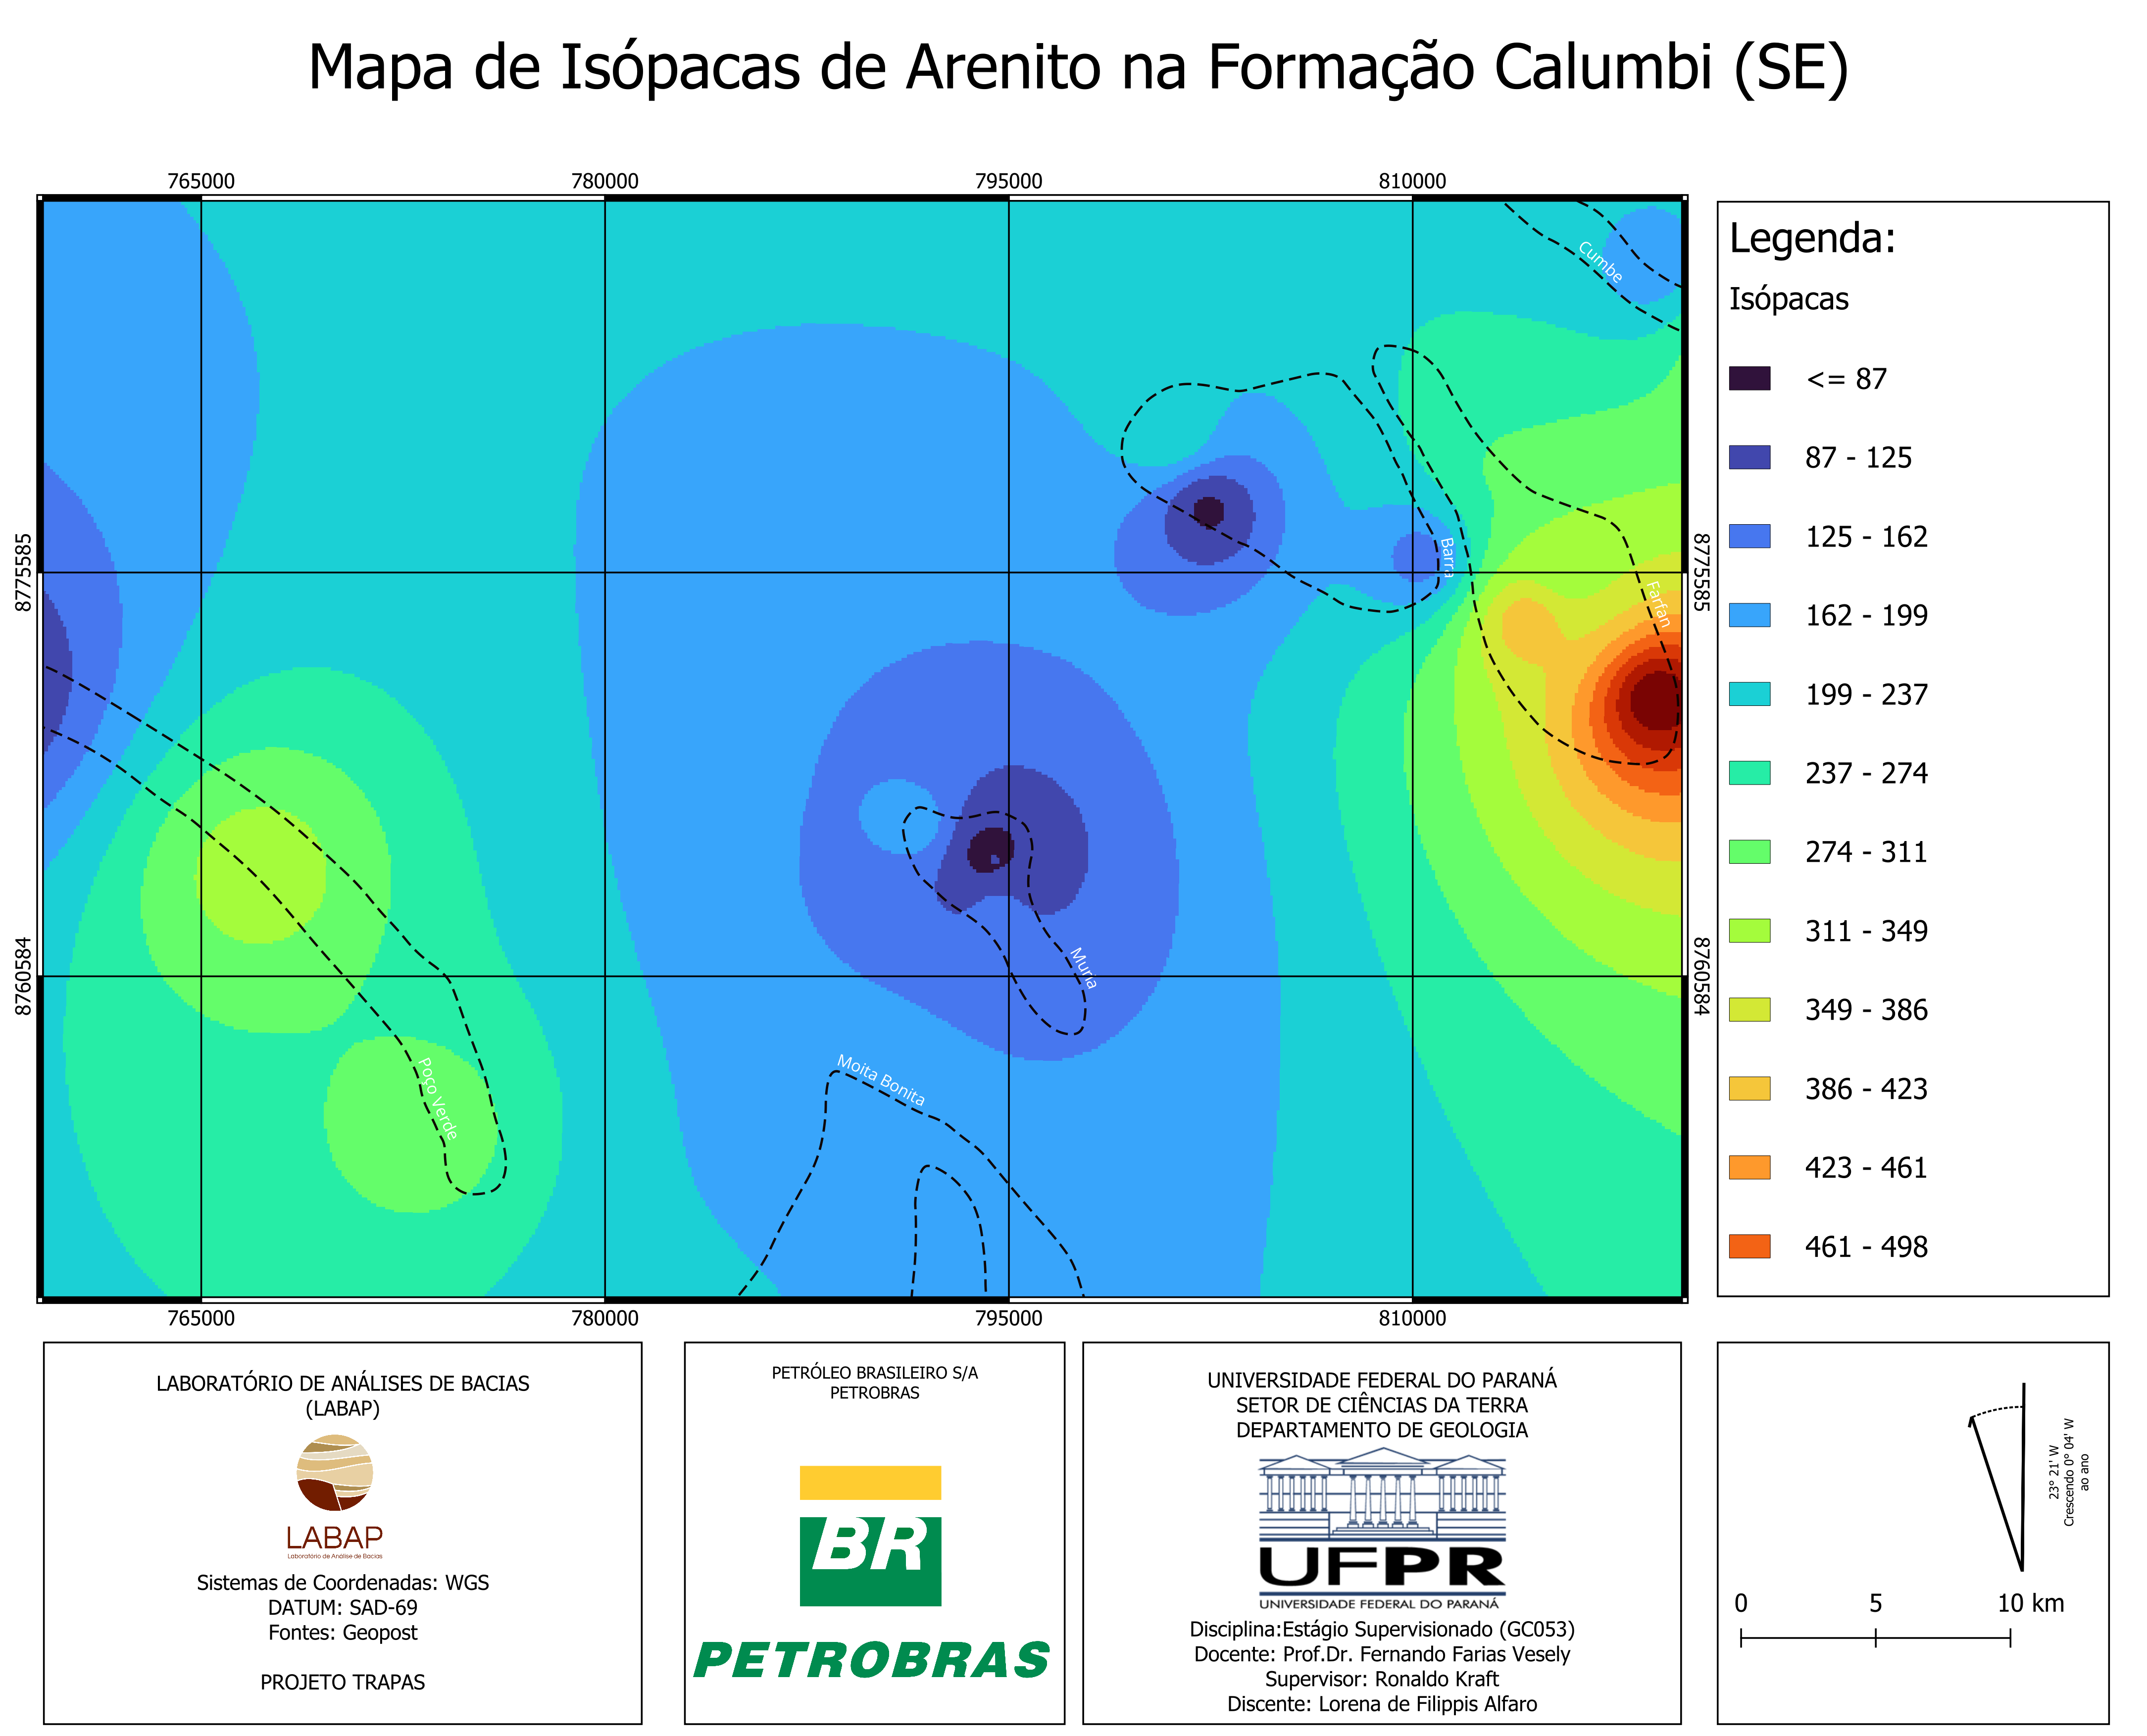 Mapa de Isópacas de Arenito na Formação Calumbi (SE)
765000
780000
795000
810000
8775585
8760584
8775585
8760584
Cumbe
Barra
Farfan
Muria
Moita Bonita
Poço Verde
765000
780000
795000
810000
Legenda:
Isópacas
<= 87
87 - 125
125 - 162
162 - 199
199 - 237
237 - 274
274 - 311
311 - 349
349 - 386
386 - 423
423 - 461
461 - 498
LABORATÓRIO DE ANÁLISES DE BACIAS
(LABAP)
LABAP
Laboratório de Análise de Bacias
Sistemas de Coordenadas: WGS
DATUM: SAD-69
Fontes: Geopost
PROJETO TRAPAS
PETRÓLEO BRASILEIRO S/A
PETROBRAS
BR
PETROBRAS
UNIVERSIDADE FEDERAL DO PARANÁ
SETOR DE CIÊNCIAS DA TERRA
DEPARTAMENTO DE GEOLOGIA
UFPR
UNIVERSIDADE FEDERAL DO PARANÁ
Disciplina:Estágio Supervisionado (GC053)
Docente: Prof.Dr. Fernando Farias Vesely
Supervisor: Ronaldo Kraft
Discente: Lorena de Filippis Alfaro
23° 21' W
Crescendo 0° 04' W
ao ano
0 5 10 km